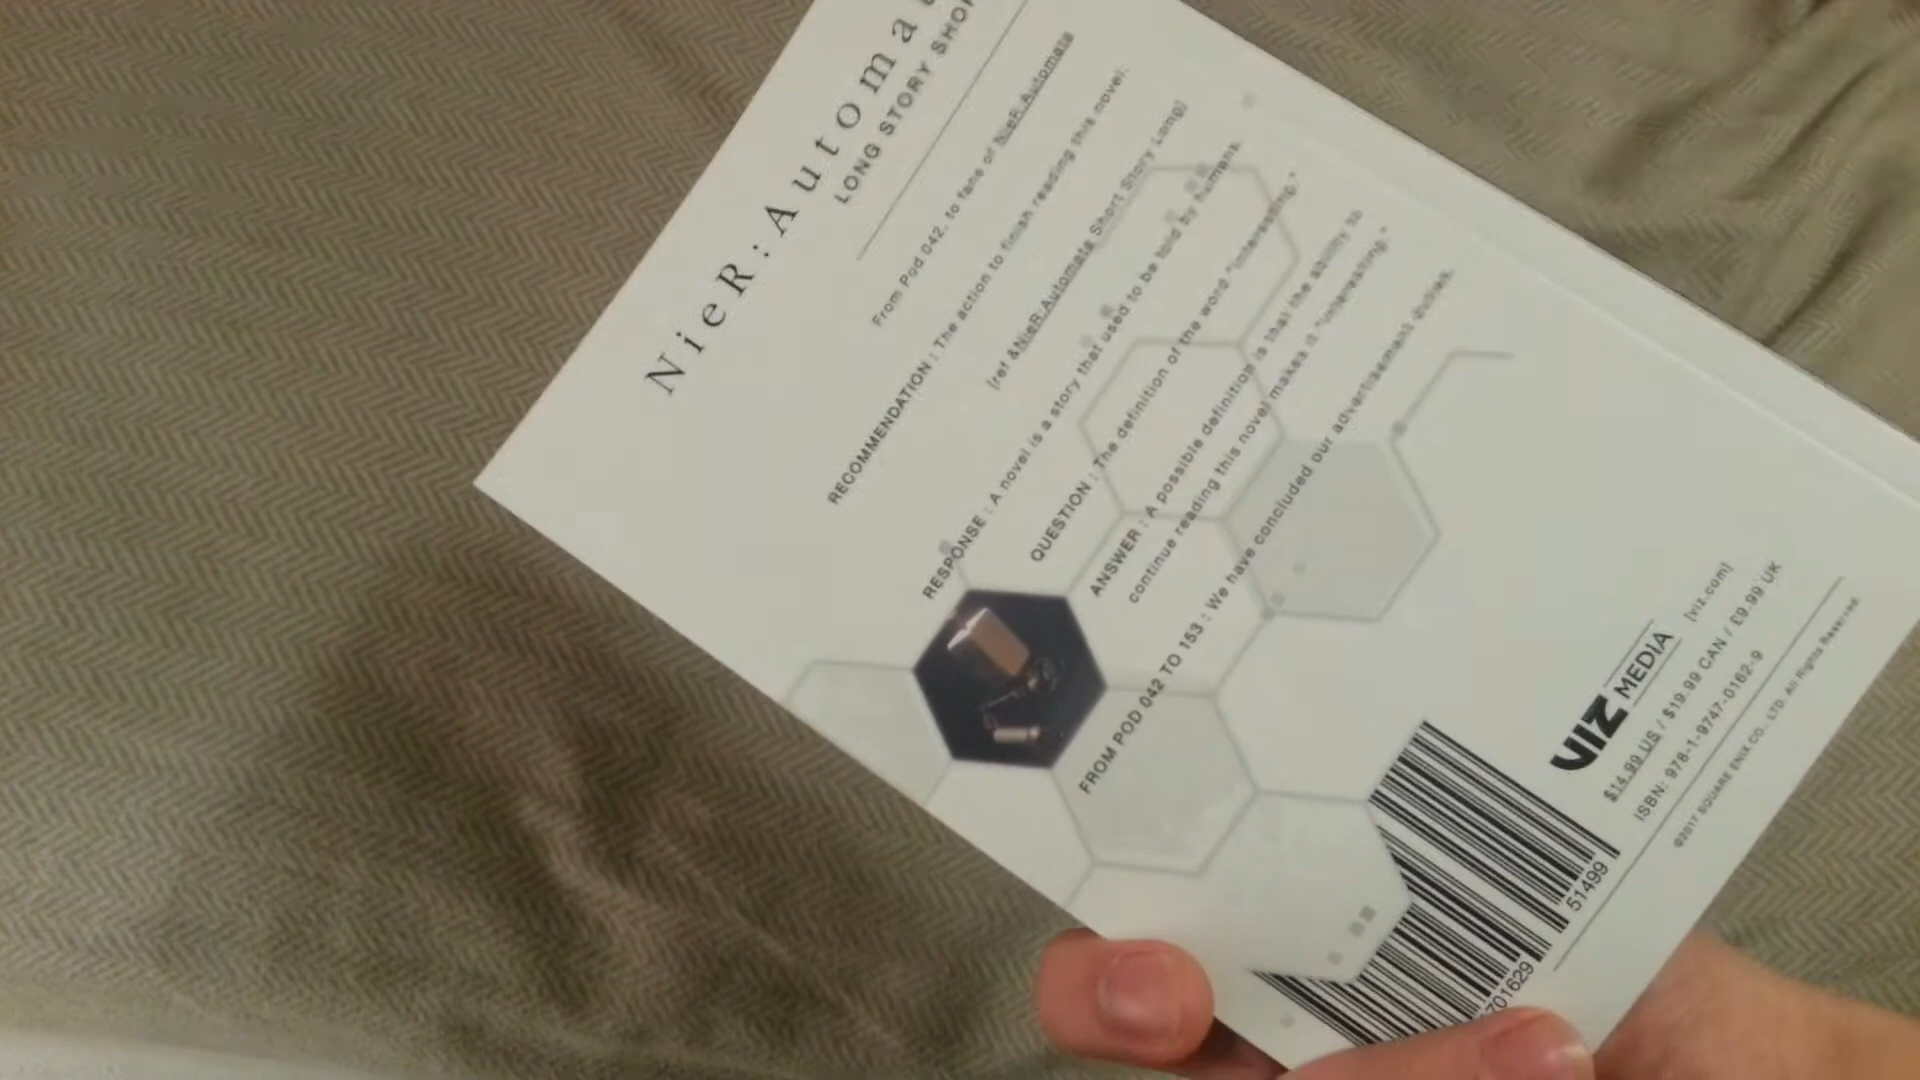 NieR:Automat
LONG STORY SHOR
From Pod 042, to fans of NieR:Automata
RECOMMENDATION : The action to finish reading this novel.
[ref &NieR:Automata Short Story Long]
RESPONSE : A novel is a story that used to be told by humans.
QUESTION : The definition of the word "interesting."
ANSWER : A possible definition is that the ability to
continue reading this novel makes it "interesting."
FROM POD 042 TO 153 : We have concluded our advertisement duties.
VIZ MEDIA [viz.com]
$14.99 US / $19.99 CAN / £9.99 UK
ISBN: 978-1-9747-0162-9
©2017 SQUARE ENIX CO., LTD. All Rights Reserved.
51499
701629